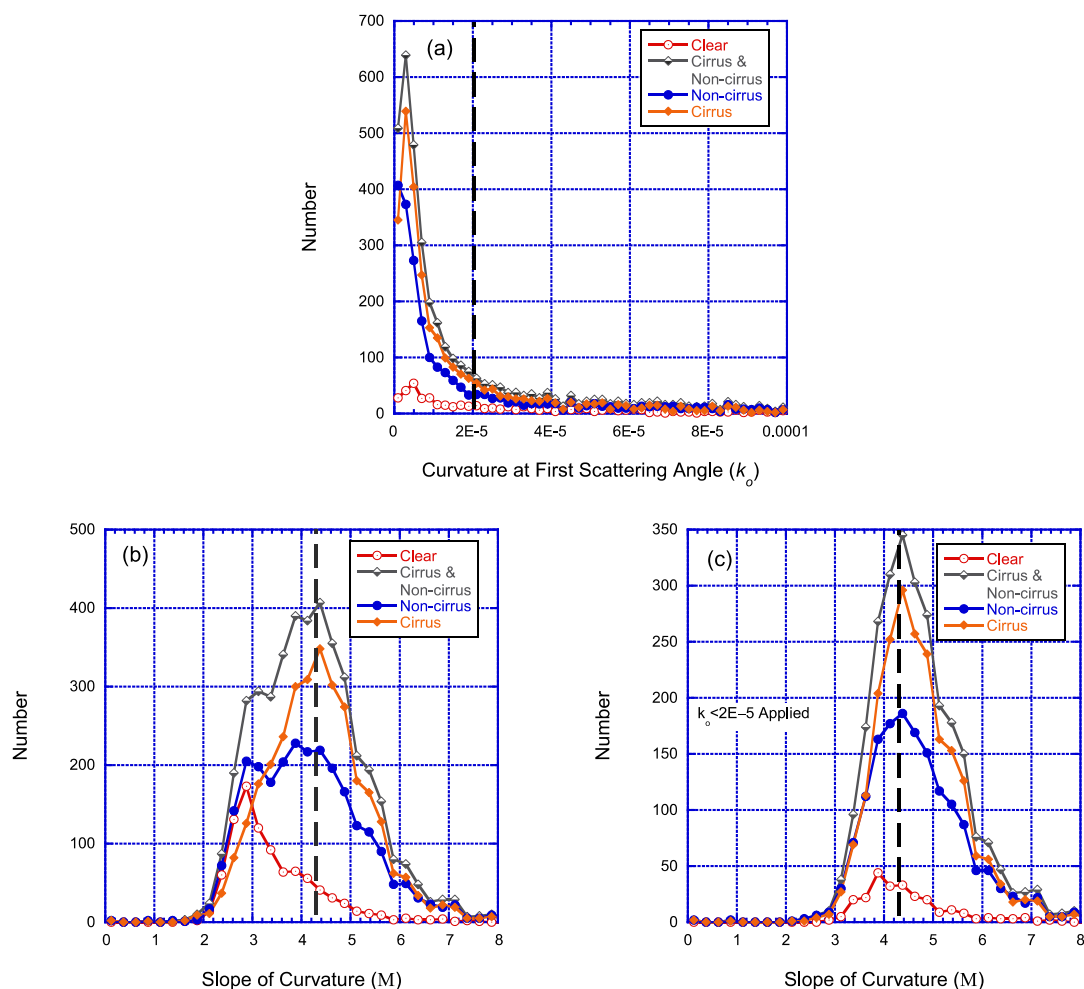 (a)
Clear
Cirrus &
Non-cirrus
Non-cirrus
Cirrus
700
600
500
400
300
200
100
0
Number
0 2E-5 4E-5 6E-5 8E-5 0.0001
Curvature at First Scattering Angle (kₒ)
(b)
Clear
Cirrus &
Non-cirrus
Non-cirrus
Cirrus
500
400
300
200
100
0
Number
0 1 2 3 4 5 6 7 8
Slope of Curvature (M)
(c)
Clear
Cirrus &
Non-cirrus
Non-cirrus
Cirrus
350
300
250
200
150
100
50
0
Number
kₒ<2E–5 Applied
0 1 2 3 4 5 6 7 8
Slope of Curvature (M)